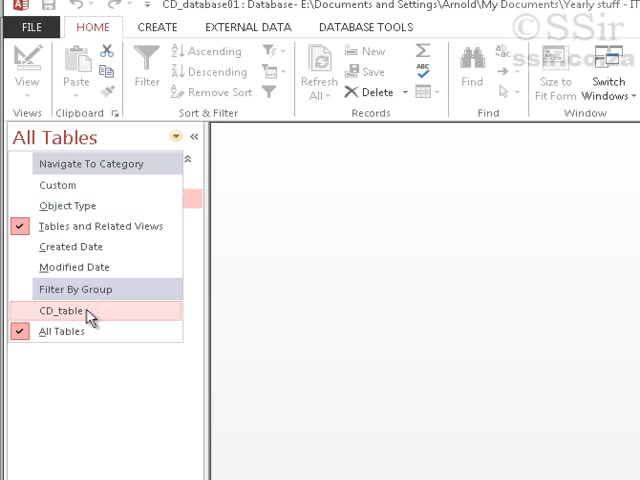 CD_database01 : Database- E:\Documents and Settings\Arnold\My Documents\Yearly stuff - IT
© SSir
FILE HOME CREATE EXTERNAL DATA DATABASE TOOLS
View Paste Filter Ascending Descending Remove Sort Refresh All New Save Delete Find Size to Fit Form Switch Windows
ABC
Views Clipboard Sort & Filter Records Find Window
All Tables
Navigate To Category
Custom
Object Type
Tables and Related Views
Created Date
Modified Date
Filter By Group
CD_table
All Tables